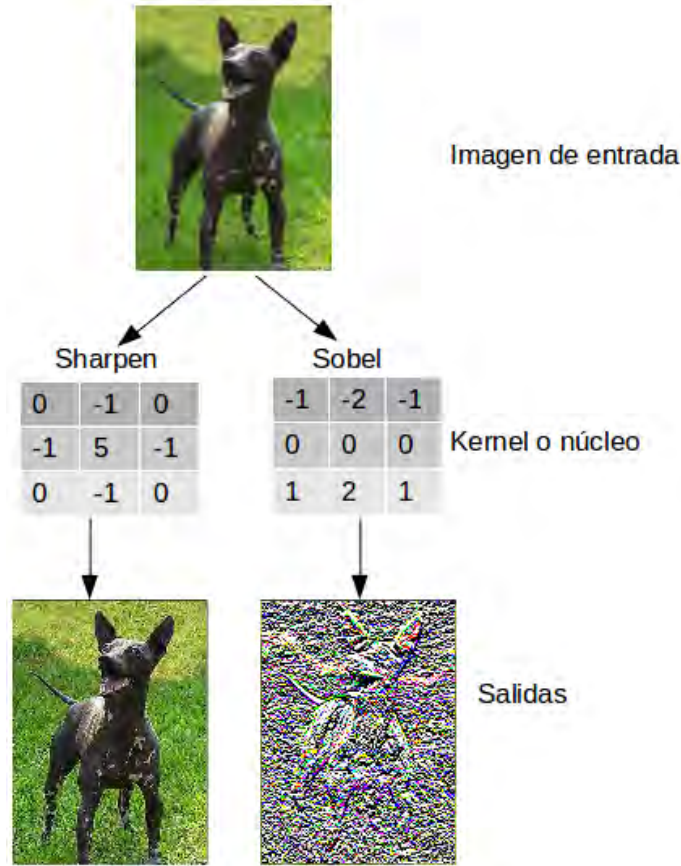 Imagen de entrada
Sharpen
Sobel
0 -1 0
-1 5 -1
0 -1 0
-1 -2 -1
0 0 0
1 2 1
Kernel o núcleo
Salidas